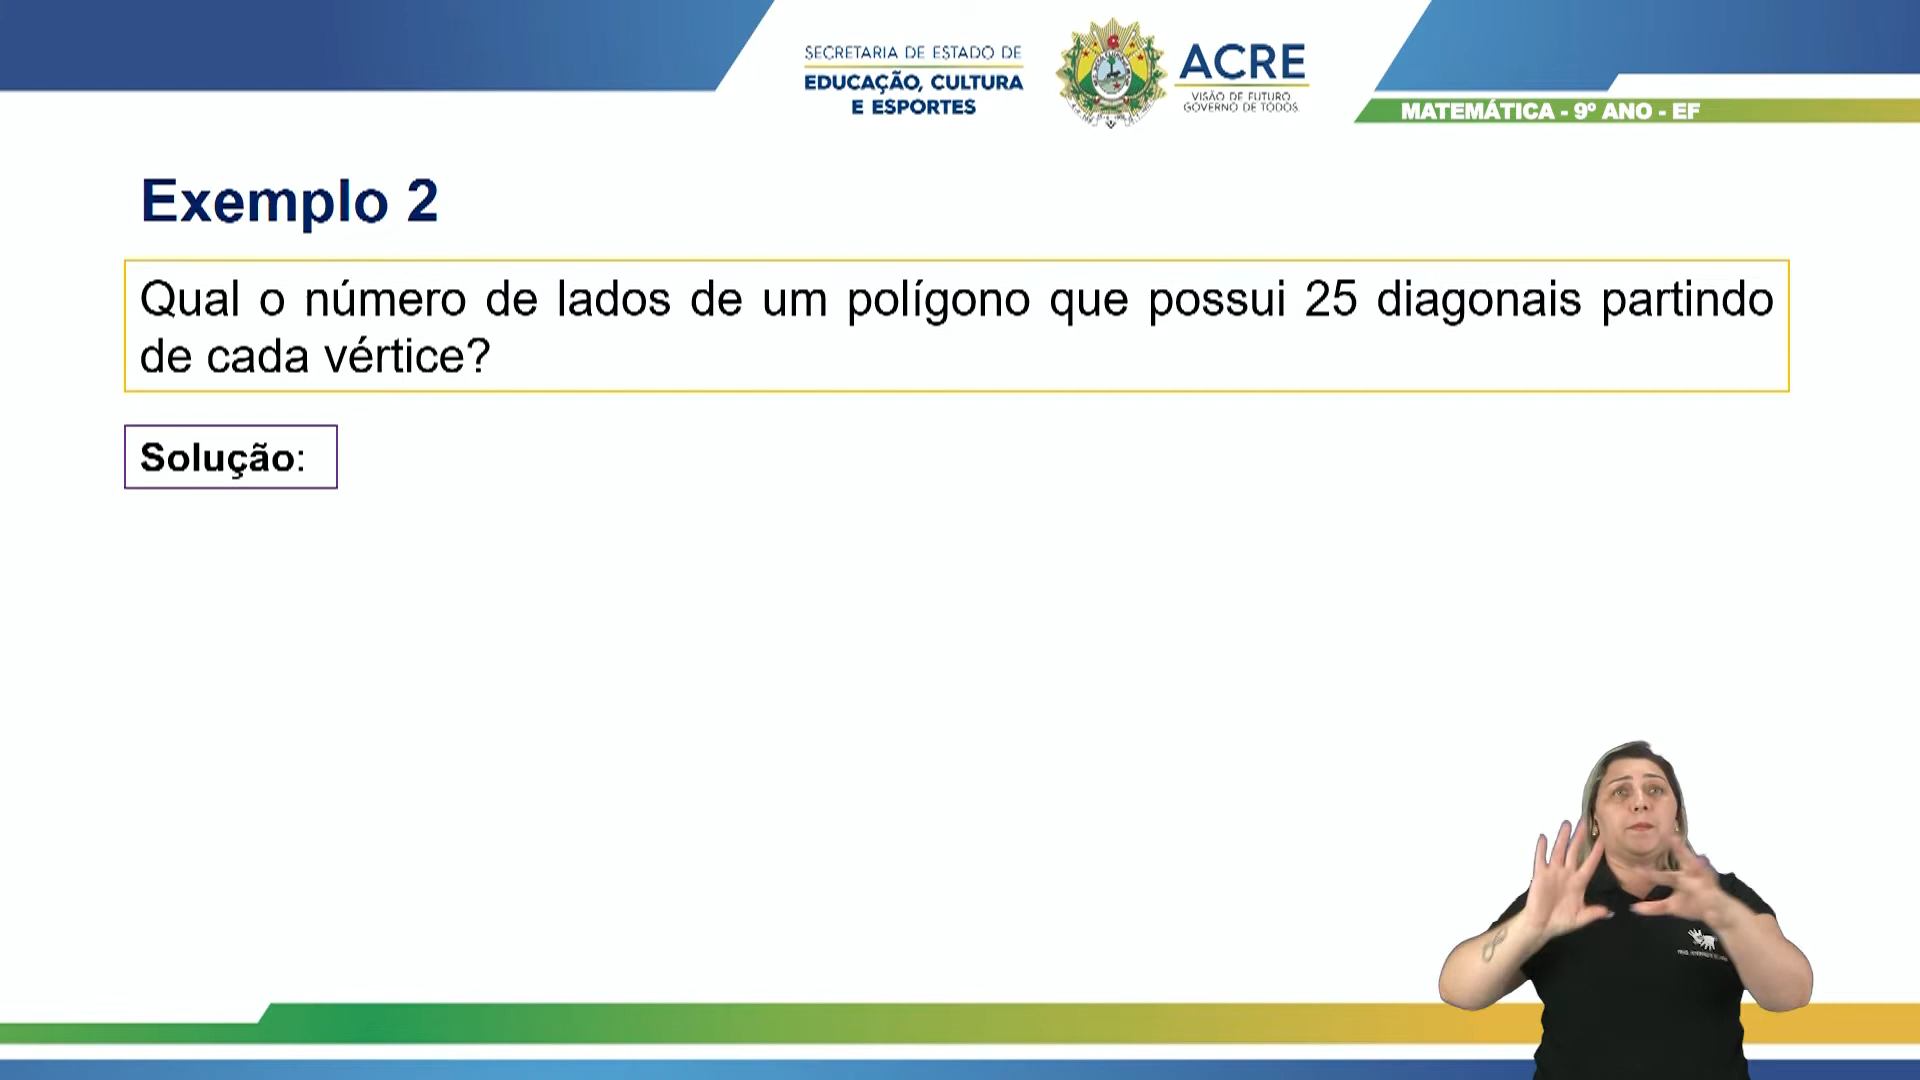 SECRETARIA DE ESTADO DE
EDUCAÇÃO, CULTURA
E ESPORTES
ACRE
VISÃO DE FUTURO.
GOVERNO DE TODOS.
MATEMÁTICA - 9º ANO - EF
Exemplo 2
Qual o número de lados de um polígono que possui 25 diagonais partindo
de cada vértice?
Solução: